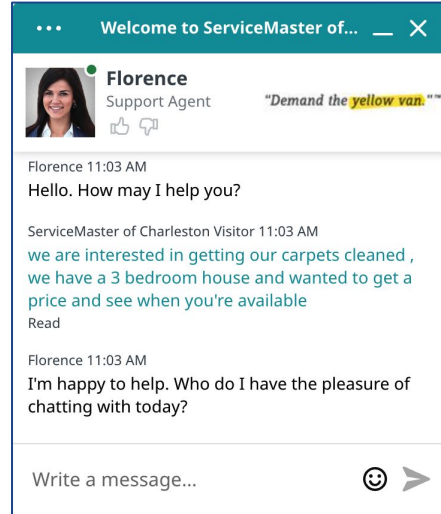 Welcome to ServiceMaster of...
Florence
Support Agent
"Demand the yellow van."™
Florence 11:03 AM
Hello. How may I help you?
ServiceMaster of Charleston Visitor 11:03 AM
we are interested in getting our carpets cleaned ,
we have a 3 bedroom house and wanted to get a
price and see when you're available
Read
Florence 11:03 AM
I'm happy to help. Who do I have the pleasure of
chatting with today?
Write a message...